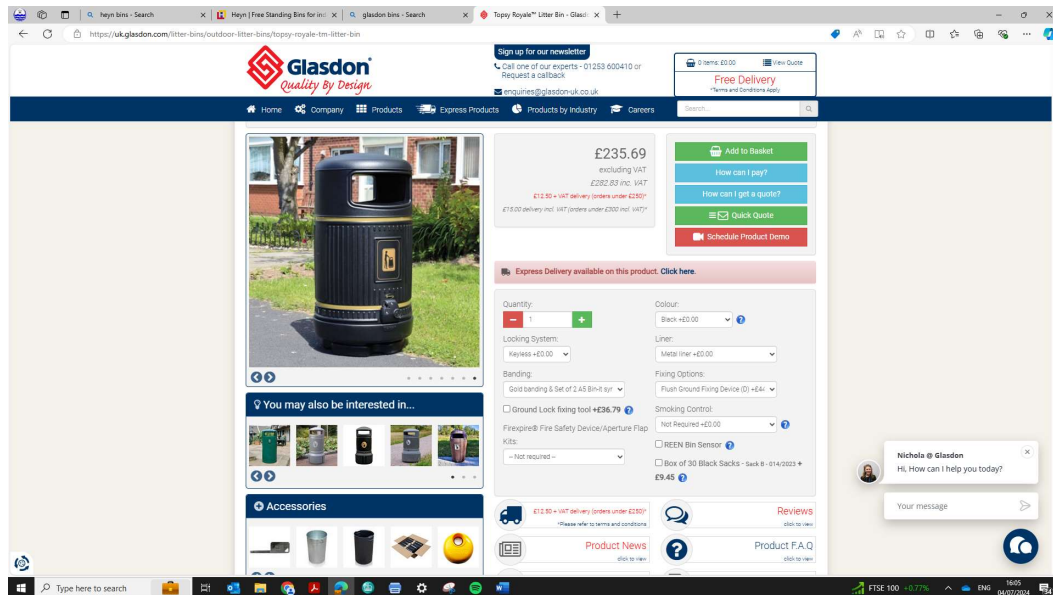 heyn bins - Search
Heyn | Free Standing Bins for ind
glasdon bins - Search
Topsy Royale™ Litter Bin - Glasdo
https://uk.glasdon.com/litter-bins/outdoor-litter-bins/topsy-royale-tm-litter-bin
Glasdon
Quality By Design
Sign up for our newsletter
Call one of our experts - 01253 600410 or
Request a callback
enquiries@glasdon-uk.co.uk
0 items: £0.00
View Quote
Free Delivery
*Terms and Conditions Apply
Home
Company
Products
Express Products
Products by Industry
Careers
Search...
£235.69
excluding VAT
£282.83 inc. VAT
£12.50 + VAT delivery (orders under £250)*
£15.00 delivery incl. VAT (orders under £300 incl. VAT)*
Add to Basket
How can I pay?
How can I get a quote?
Quick Quote
Schedule Product Demo
Express Delivery available on this product. Click here.
Quantity:
1
Colour:
Black +£0.00
Locking System:
Keyless +£0.00
Liner:
Metal liner +£0.00
Banding:
Gold banding & Set of 2 A5 Bin-It syr
Fixing Options:
Flush Ground Fixing Device (D) +£44
Ground Lock fixing tool +£36.79
Smoking Control:
Not Required +£0.00
Firexpire® Fire Safety Device/Aperture Flap
Kits:
-- Not required --
REEN Bin Sensor
Box of 30 Black Sacks - Sack B - 014/2023 +
£9.45
You may also be interested in...
Accessories
£12.50 + VAT delivery (orders under £250)*
*Please refer to terms and conditions
Reviews
click to view
Product News
click to view
Product F.A.Q
click to view
Nichola @ Glasdon
Hi, How can I help you today?
Your message
Type here to search
FTSE 100 +0.77%
ENG
16:05
04/07/2024